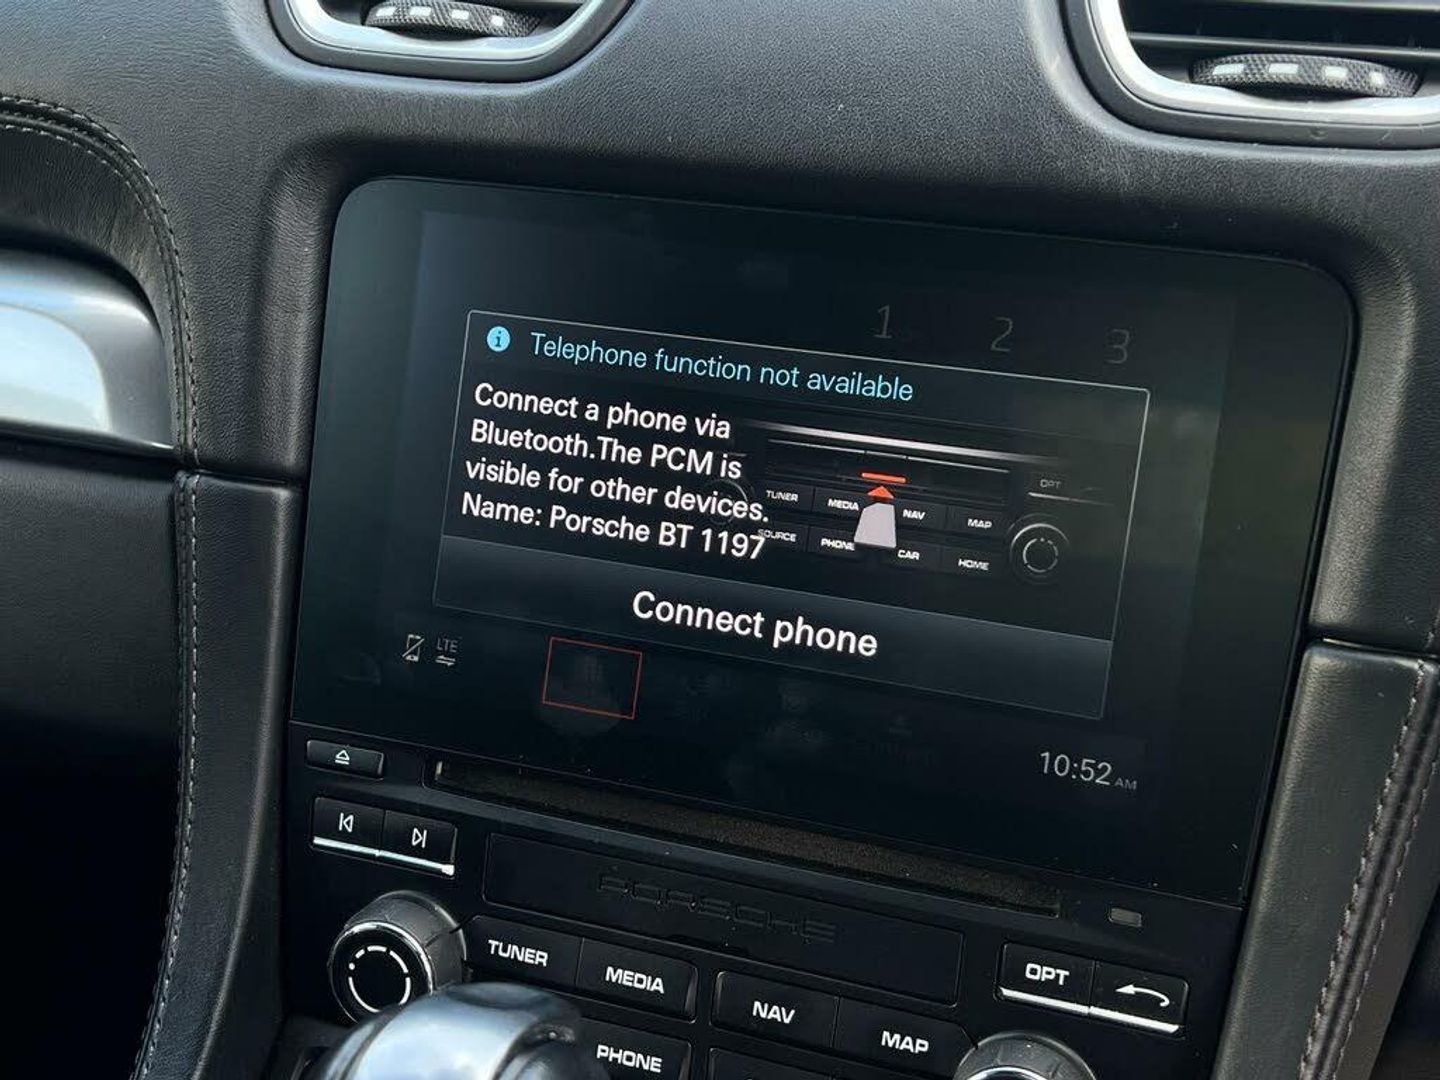 1 2 3
i Telephone function not available
Connect a phone via
Bluetooth.The PCM is
visible for other devices.
Name: Porsche BT 1197
OPT
TUNER MEDIA NAV MAP
SOURCE PHONE CAR HOME
Connect phone
LTE
10:52 AM
PORSCHE
TUNER MEDIA NAV MAP OPT
PHONE